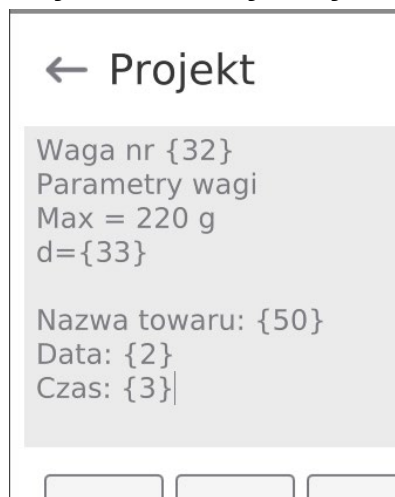 ← Projekt
Waga nr {32}
Parametry wagi
Max = 220 g
d={33}
Nazwa towaru: {50}
Data: {2}
Czas: {3}